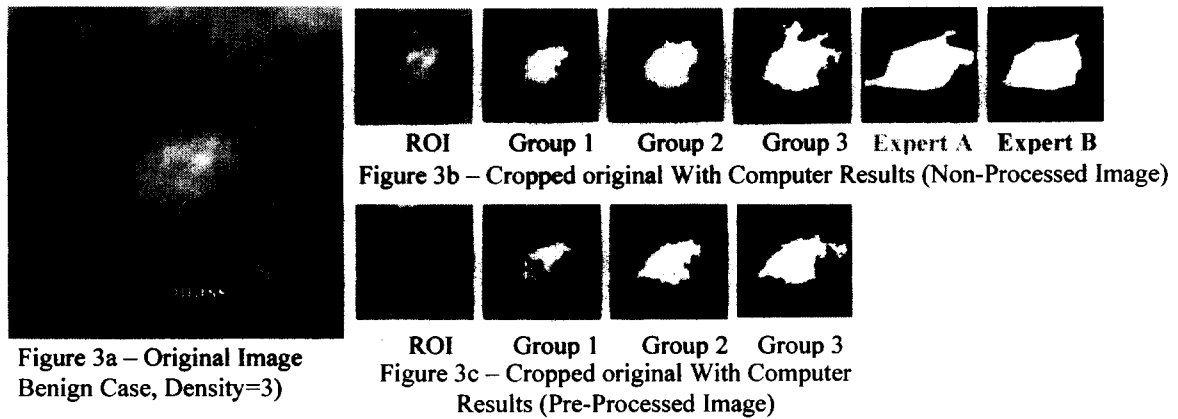 ROI Group 1 Group 2 Group 3 Expert A Expert B
Figure 3b – Cropped original With Computer Results (Non-Processed Image)
ROI Group 1 Group 2 Group 3
Figure 3c – Cropped original With Computer
Results (Pre-Processed Image)
Figure 3a – Original Image
Benign Case, Density=3)